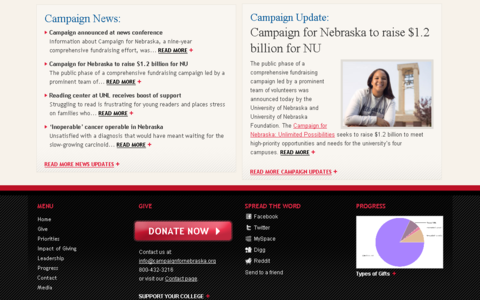 Campaign News:
Campaign announced at news conference
Information about Campaign for Nebraska, a nine-year
comprehensive fundraising effort, was... READ MORE
Campaign for Nebraska to raise $1.2 billion for NU
The public phase of a comprehensive campaign led by a
prominent team of... READ MORE
Reading center at UNL receives boost of support
Struggling to read is frustrating for young readers and places stress
on families who... READ MORE
'Inoperable' cancer operable in Nebraska
Unsatisfied with a diagnosis that would have meant waiting for the
slow-growing carcinoid... READ MORE
READ MORE NEWS UPDATES
Campaign Update:
Campaign for Nebraska to raise $1.2
billion for NU
The public phase of a
comprehensive fundraising
campaign led by a prominent
team of volunteers was
announced today by the
University of Nebraska and
University of Nebraska
Foundation. The Campaign for
Nebraska: Unlimited Possibilities seeks to raise $1.2 billion to meet
high-priority opportunities and needs for the university's four
campuses. READ MORE
READ MORE CAMPAIGN UPDATES
MENU
Home
Give
Priorities
Impact of Giving
Leadership
Progress
Contact
Media
GIVE
DONATE NOW
Contact us at:
info@campaignfornebraska.org
800-432-3216
or visit our Contact page.
SUPPORT YOUR COLLEGE
SPREAD THE WORD
Facebook
Twitter
MySpace
Digg
Reddit
Send to a friend
PROGRESS
Types of Gifts